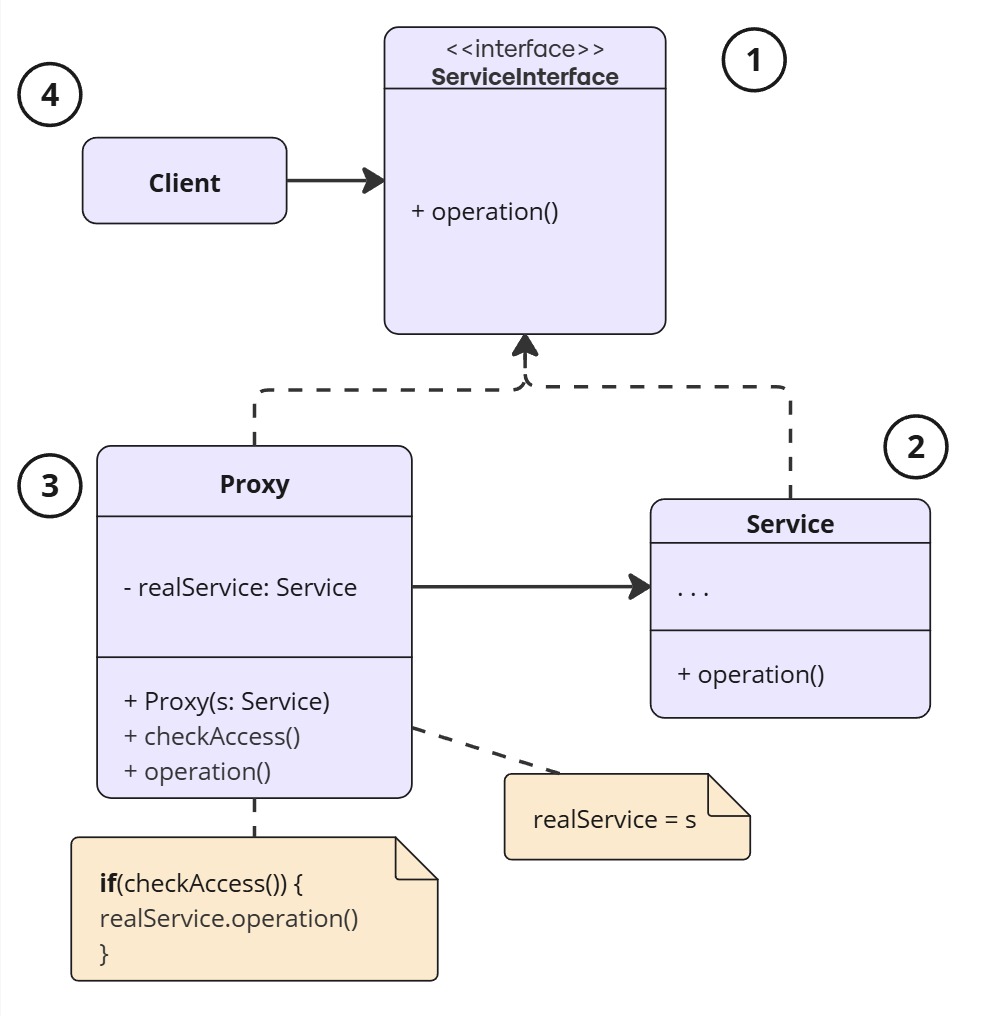 1
<<interface>>
ServiceInterface
4
Client
+ operation()
2
3
Proxy
Service
- realService: Service
. . .
+ operation()
+ Proxy(s: Service)
+ checkAccess()
+ operation()
realService = s
if(checkAccess()) {
realService.operation()
}